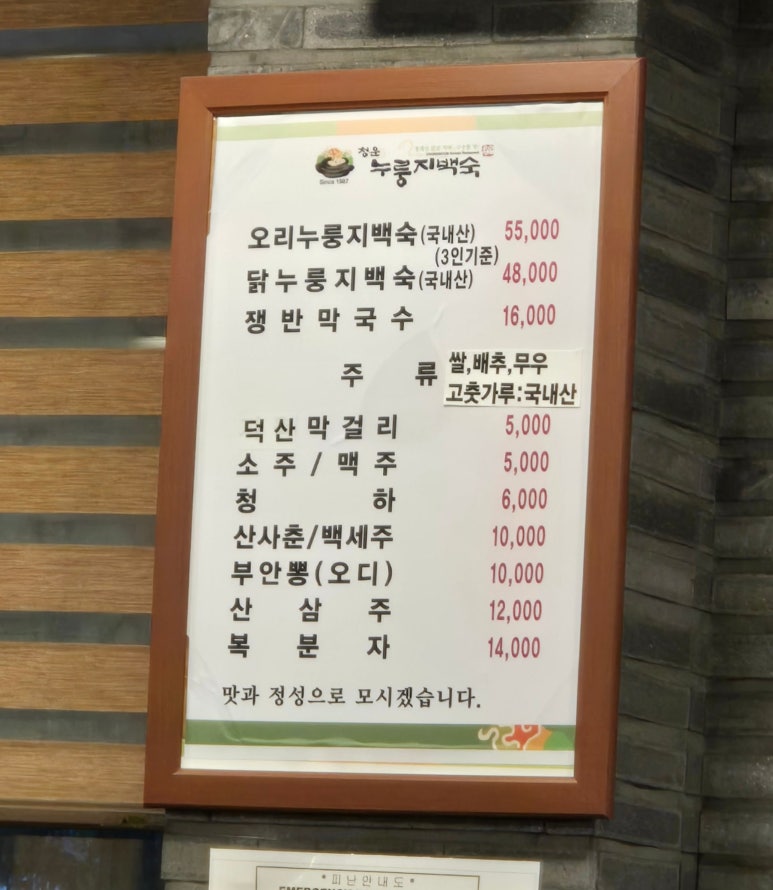 청운
누룽지백숙
Since 1987
오리누룽지백숙(국내산) 55,000
(3인기준)
닭누룽지백숙(국내산) 48,000
쟁반막국수 16,000
주류
쌀,배추,무우
고춧가루:국내산
덕산막걸리 5,000
소주/맥주 5,000
청하 6,000
산사춘/백세주 10,000
부안뽕(오디) 10,000
산삼주 12,000
복분자 14,000
맛과 정성으로 모시겠습니다.
*피난안내도*